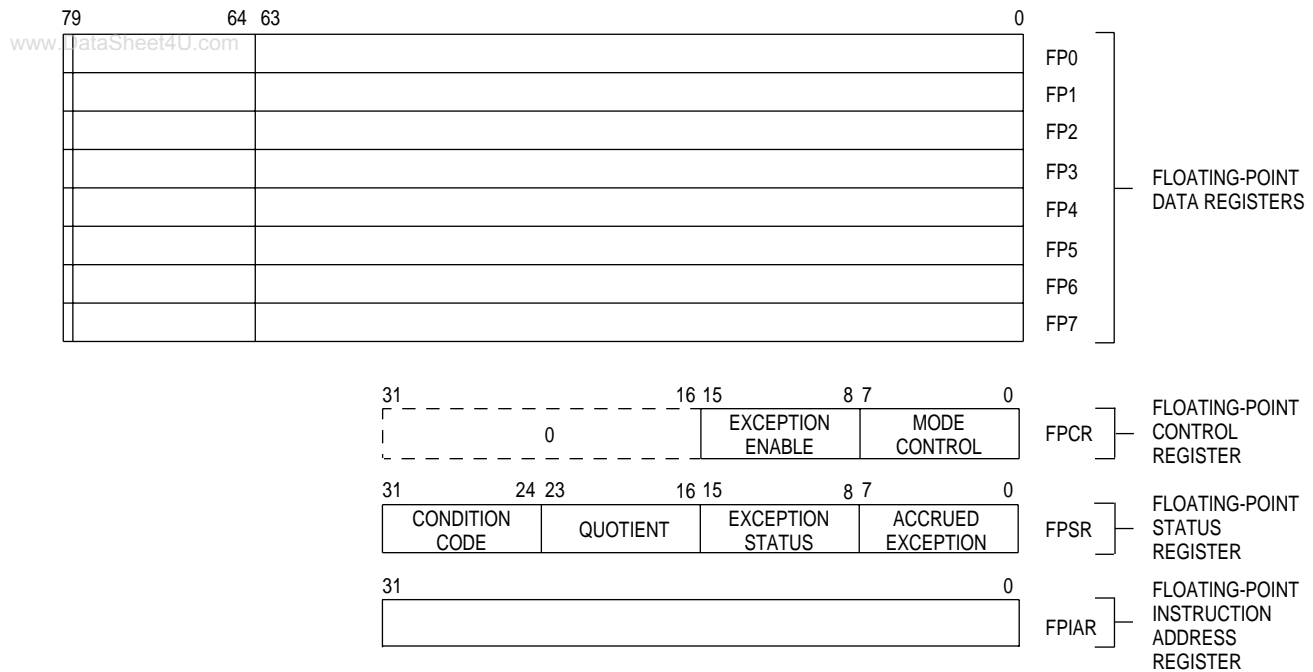 79 64 63 0
www.DataSheet4U.com
FP0
FP1
FP2
FP3
FP4
FP5
FP6
FP7
FLOATING-POINT
DATA REGISTERS
31 16 15 8 7 0
0
EXCEPTION
ENABLE
MODE
CONTROL
FPCR
FLOATING-POINT
CONTROL
REGISTER
31 24 23 16 15 8 7 0
CONDITION
CODE
QUOTIENT
EXCEPTION
STATUS
ACCRUED
EXCEPTION
FPSR
FLOATING-POINT
STATUS
REGISTER
31 0
FPIAR
FLOATING-POINT
INSTRUCTION
ADDRESS
REGISTER